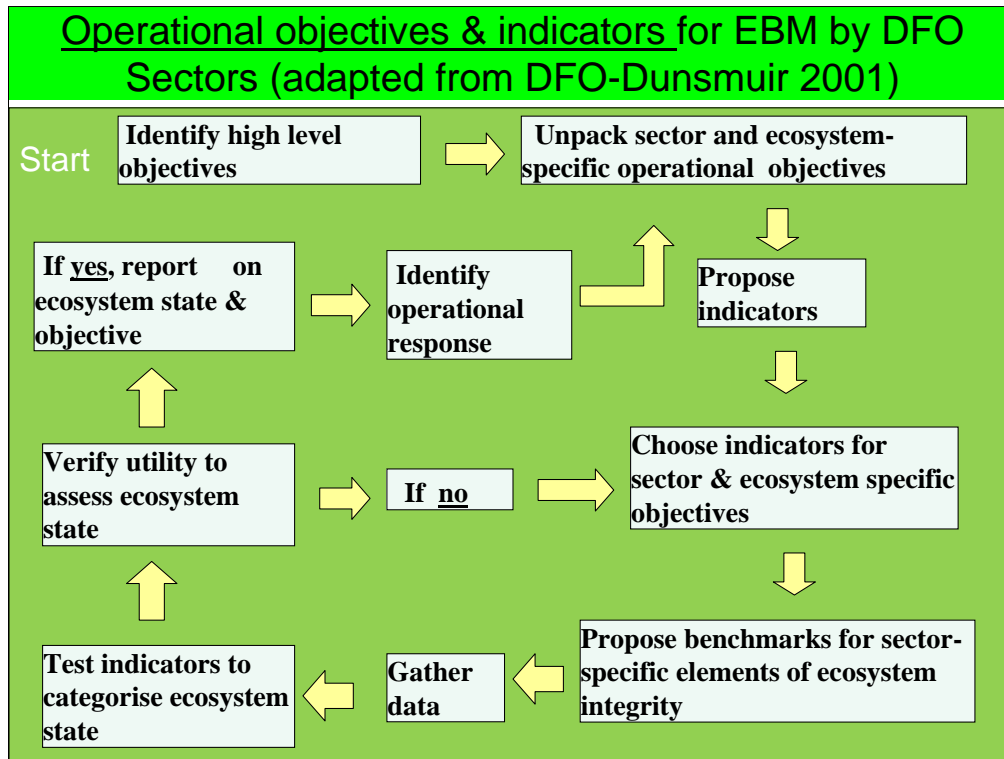 Operational objectives & indicators for EBM by DFO
Sectors (adapted from DFO-Dunsmuir 2001)
Start
Identify high level
objectives
Unpack sector and ecosystem-
specific operational objectives
If yes, report on
ecosystem state &
objective
Identify
operational
response
Propose
indicators
Verify utility to
assess ecosystem
state
If no
Choose indicators for
sector & ecosystem specific
objectives
Test indicators to
categorise ecosystem
state
Gather
data
Propose benchmarks for sector-
specific elements of ecosystem
integrity